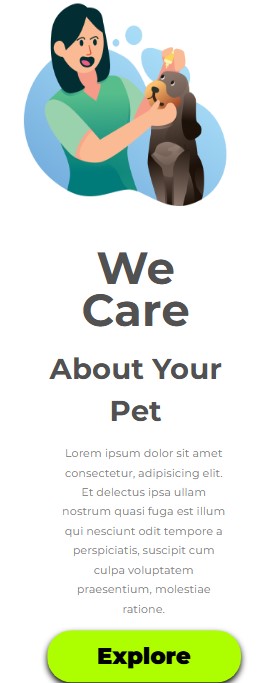 We
Care
About Your
Pet
Lorem ipsum dolor sit amet
consectetur, adipisicing elit.
Et delectus ipsa ullam
nostrum quasi fuga est illum
qui nesciunt odit tempore a
perspiciatis, suscipit cum
culpa voluptatem
praesentium, molestiae
ratione.
Explore